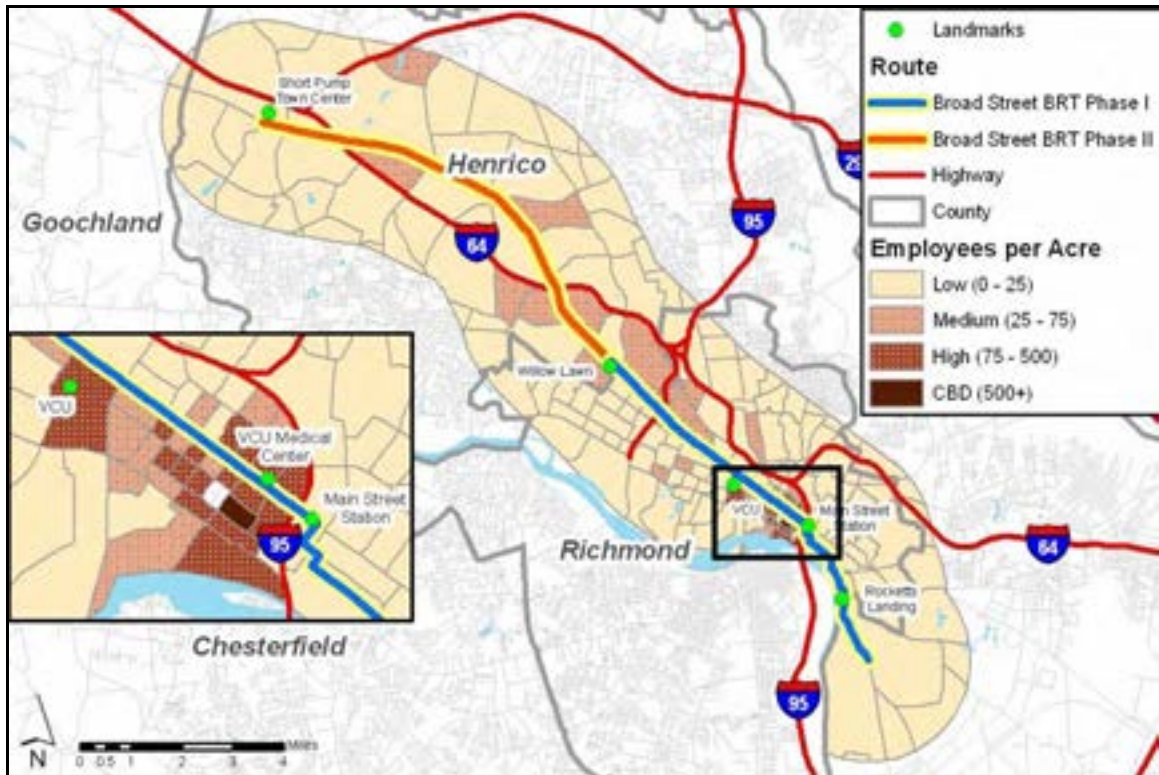 Landmarks
Route
Broad Street BRT Phase I
Broad Street BRT Phase II
Highway
County
Employees per Acre
Low (0 - 25)
Medium (25 - 75)
High (75 - 500)
CBD (500+)
Short Pump
Town Center
Henrico
Goochland
64
95
29
Willow Lawn
VCU
Main Street
Station
Richmond
64
Rocketts
Landing
95
VCU
VCU Medical
Center
Main Street
Station
95
Chesterfield
N
0 0.5 1 2 3 4
Miles